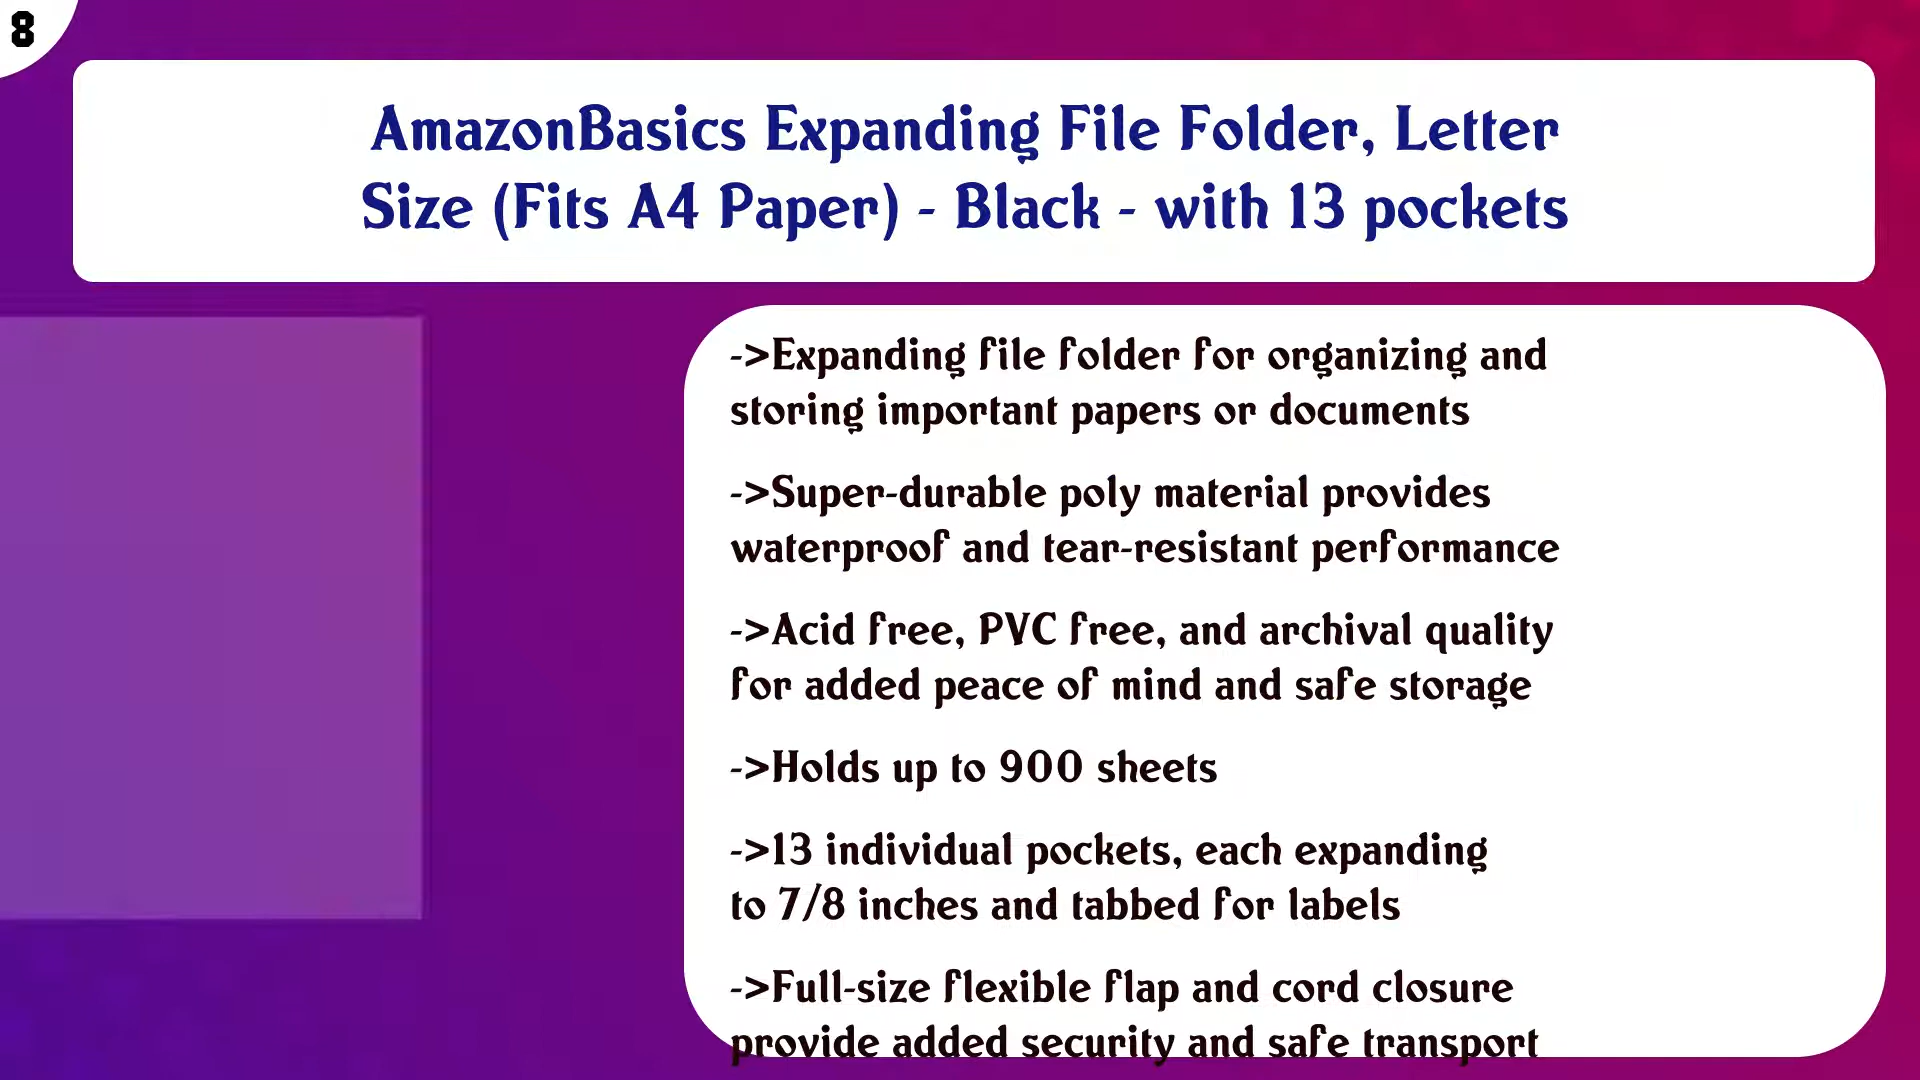 8
AmazonBasics Expanding File Folder, Letter
Size (Fits A4 Paper) - Black - with 13 pockets
->Expanding file folder for organizing and
storing important papers or documents
->Super-durable poly material provides
waterproof and tear-resistant performance
->Acid free, PVC free, and archival quality
for added peace of mind and safe storage
->Holds up to 900 sheets
->13 individual pockets, each expanding
to 7/8 inches and tabbed for labels
->Full-size flexible flap and cord closure
provide added security and safe transport